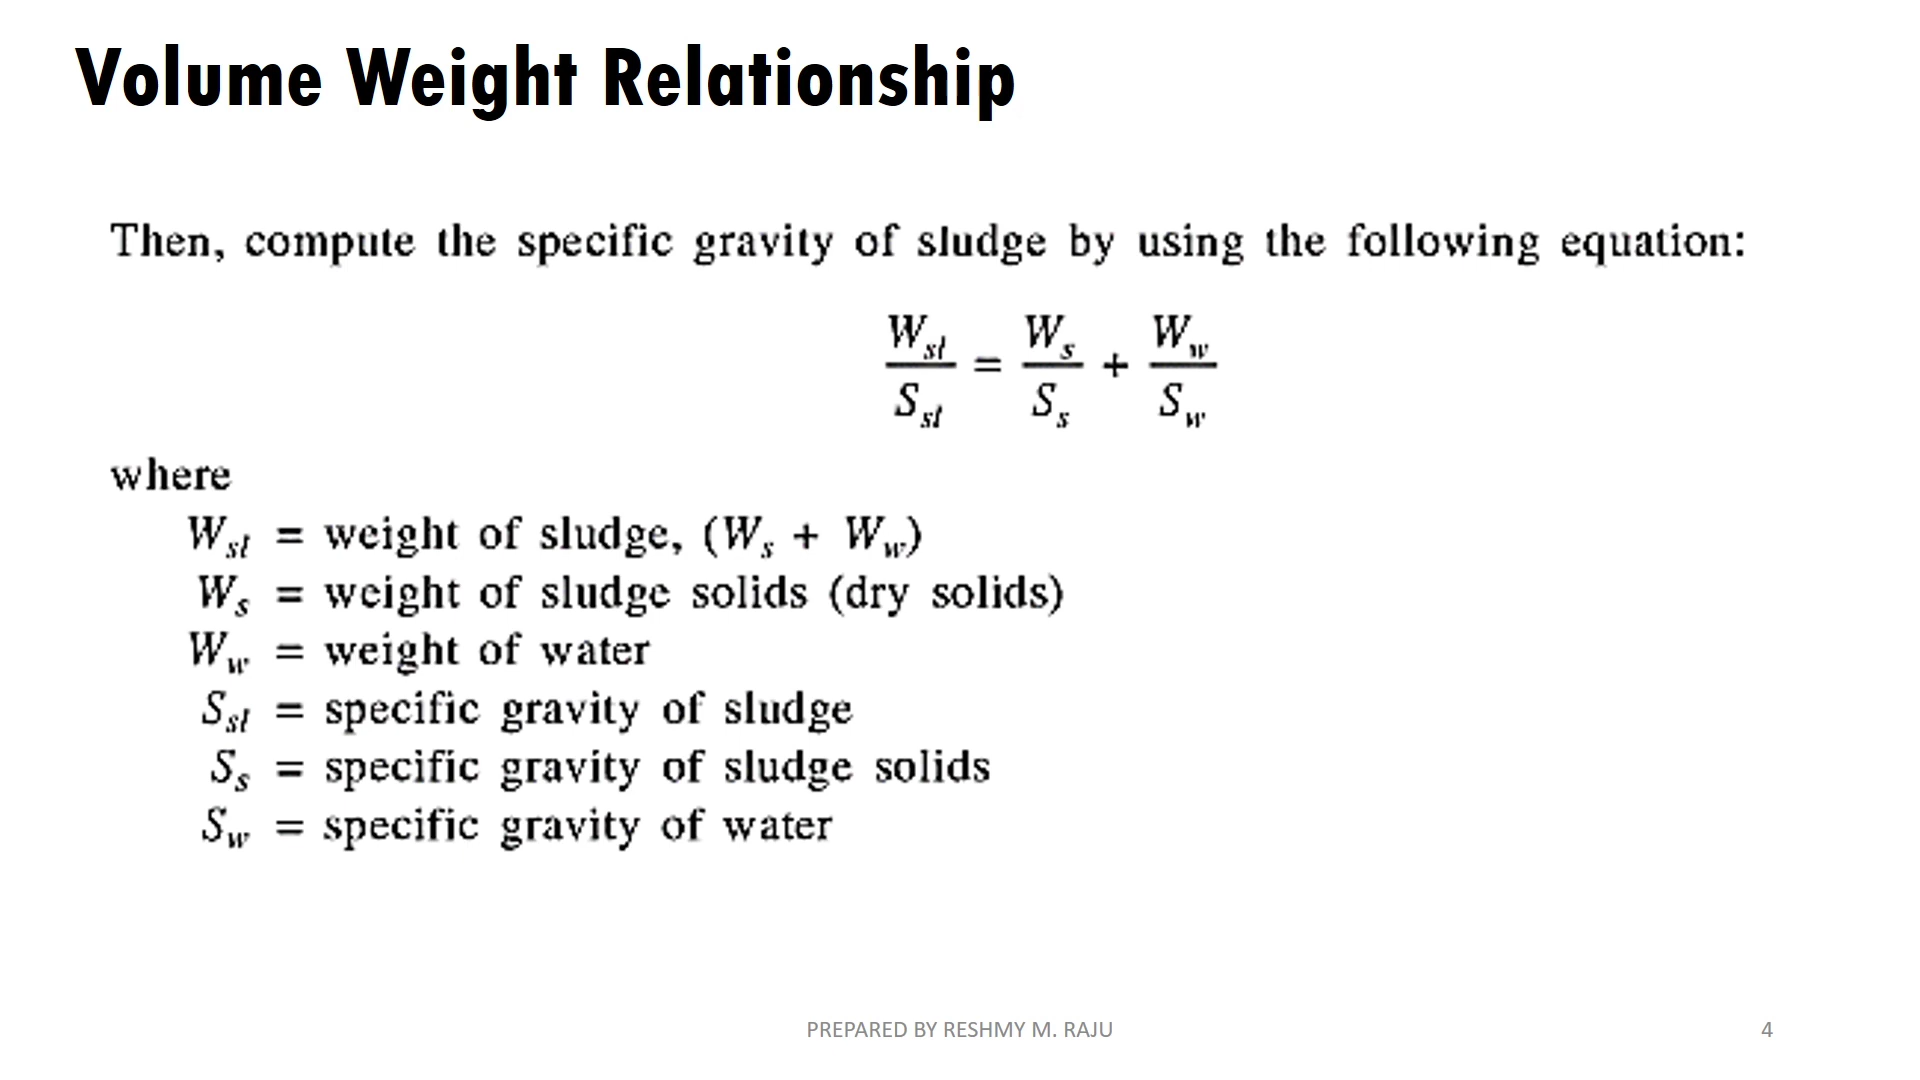 Volume Weight Relationship
Then, compute the specific gravity of sludge by using the following equation:
W_sl / S_sl = W_s / S_s + W_w / S_w
where
W_sl = weight of sludge, (W_s + W_w)
W_s = weight of sludge solids (dry solids)
W_w = weight of water
S_sl = specific gravity of sludge
S_s = specific gravity of sludge solids
S_w = specific gravity of water
PREPARED BY RESHMY M. RAJU
4